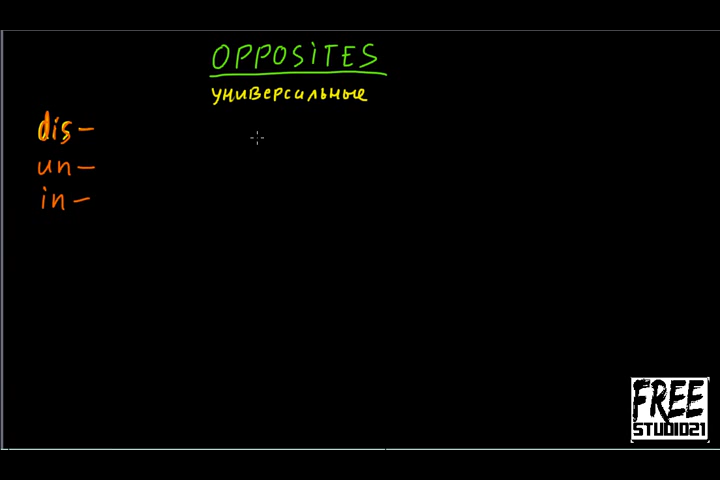 OPPOSITES
универсальные
dis-
un-
in-
FREE
STUDIO21